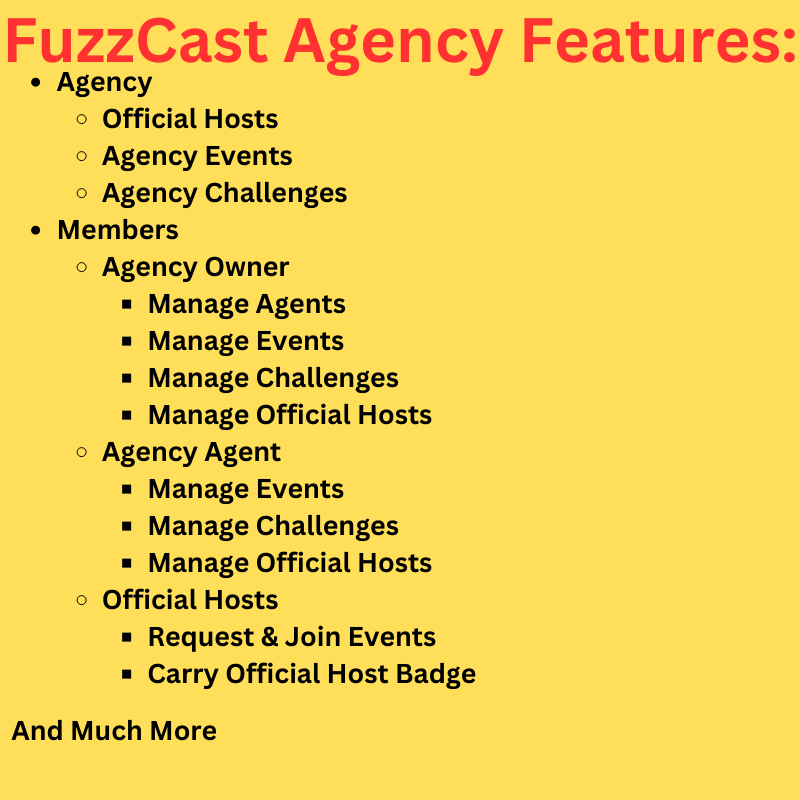 FuzzCast Agency Features:
Agency
Official Hosts
Agency Events
Agency Challenges
Members
Agency Owner
Manage Agents
Manage Events
Manage Challenges
Manage Official Hosts
Agency Agent
Manage Events
Manage Challenges
Manage Official Hosts
Official Hosts
Request & Join Events
Carry Official Host Badge
And Much More